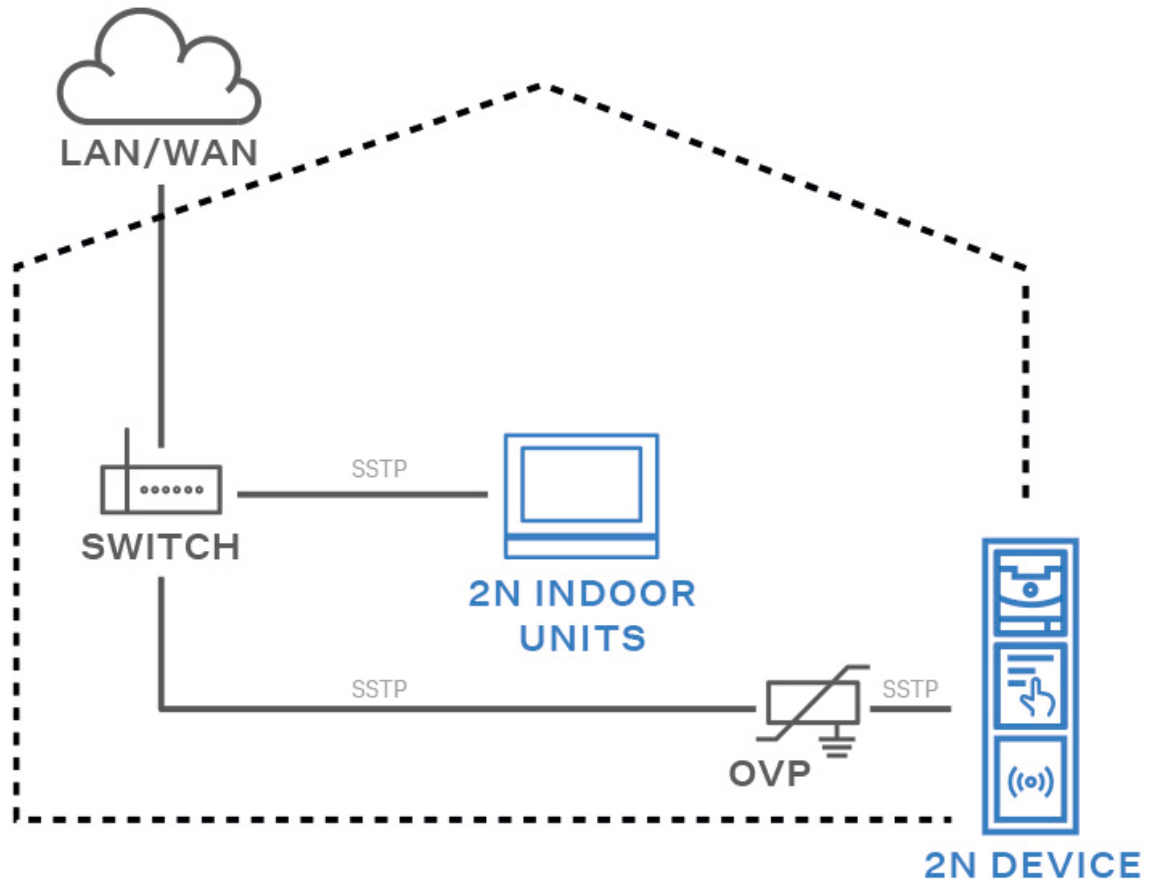 LAN/WAN
SSTP
SWITCH
2N INDOOR
UNITS
SSTP
SSTP
OVP
2N DEVICE